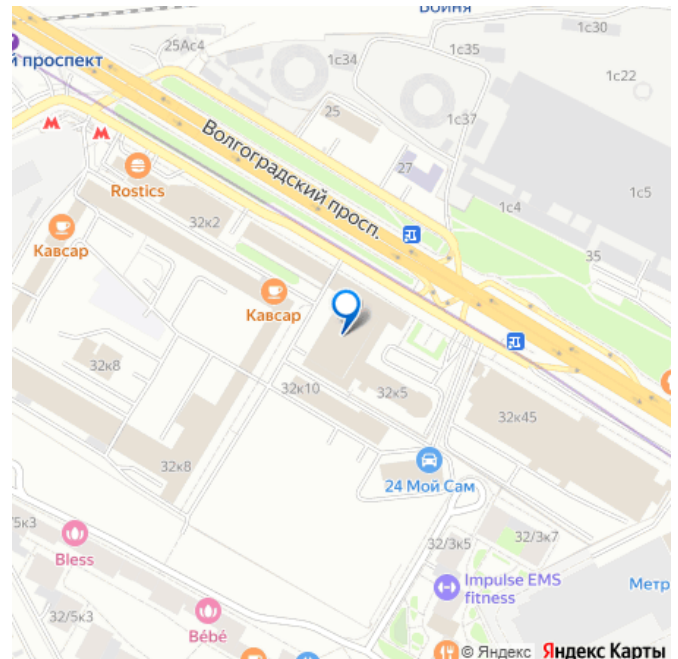 Бойня
1с30
25Ас4
1с35
1с34
1с22
й проспект
25
1с37
Волгоградский просп.
27
1с5
Rostics
1с4
32к2
35
Кавсар
Кавсар
32к8
32к10
32к5
32к45
32к8
24 Мой Сам
/5к3
32/3к5
32/3к7
Bless
Impulse EMS
fitness
Метр
32/5к3
Bébé
© Яндекс Яндекс Карты